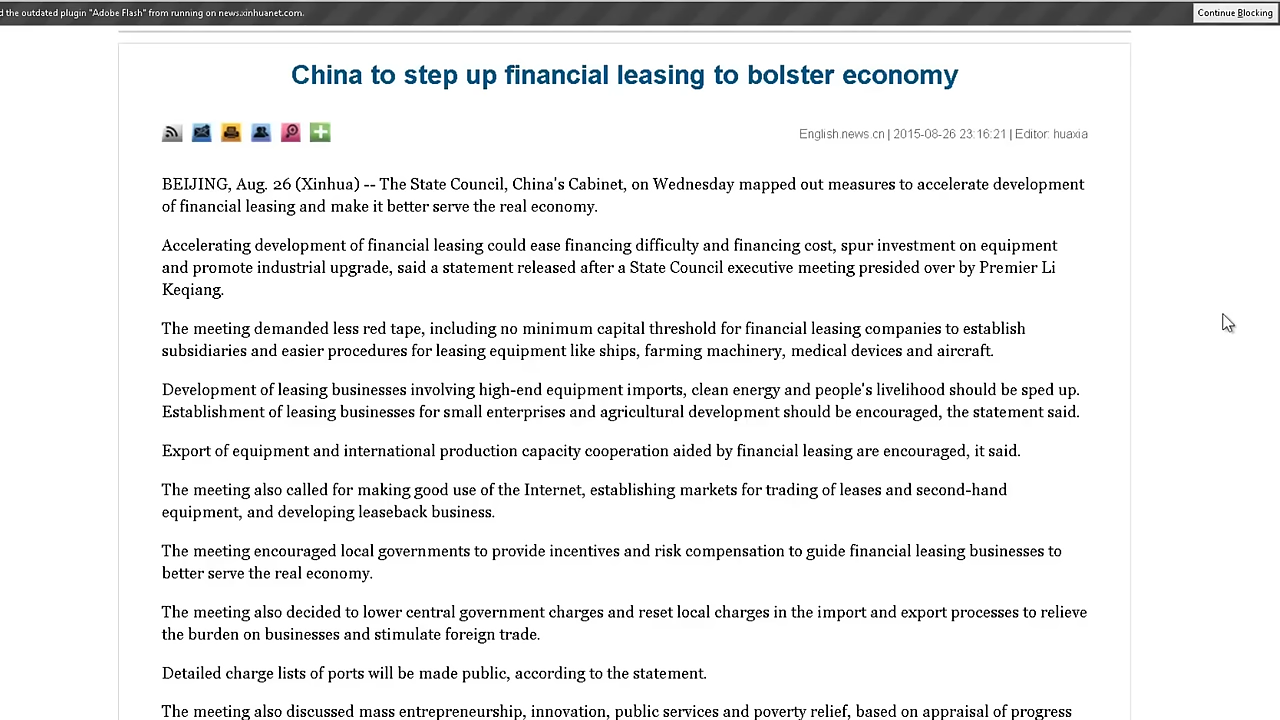 d the outdated plugin "Adobe Flash" from running on news.xinhuanet.com.
Continue Blocking
China to step up financial leasing to bolster economy
English.news.cn | 2015-08-26 23:16:21 | Editor: huaxia
BEIJING, Aug. 26 (Xinhua) -- The State Council, China's Cabinet, on Wednesday mapped out measures to accelerate development
of financial leasing and make it better serve the real economy.
Accelerating development of financial leasing could ease financing difficulty and financing cost, spur investment on equipment
and promote industrial upgrade, said a statement released after a State Council executive meeting presided over by Premier Li
Keqiang.
The meeting demanded less red tape, including no minimum capital threshold for financial leasing companies to establish
subsidiaries and easier procedures for leasing equipment like ships, farming machinery, medical devices and aircraft.
Development of leasing businesses involving high-end equipment imports, clean energy and people's livelihood should be sped up.
Establishment of leasing businesses for small enterprises and agricultural development should be encouraged, the statement said.
Export of equipment and international production capacity cooperation aided by financial leasing are encouraged, it said.
The meeting also called for making good use of the Internet, establishing markets for trading of leases and second-hand
equipment, and developing leaseback business.
The meeting encouraged local governments to provide incentives and risk compensation to guide financial leasing businesses to
better serve the real economy.
The meeting also decided to lower central government charges and reset local charges in the import and export processes to relieve
the burden on businesses and stimulate foreign trade.
Detailed charge lists of ports will be made public, according to the statement.
The meeting also discussed mass entrepreneurship, innovation, public services and poverty relief, based on appraisal of progress